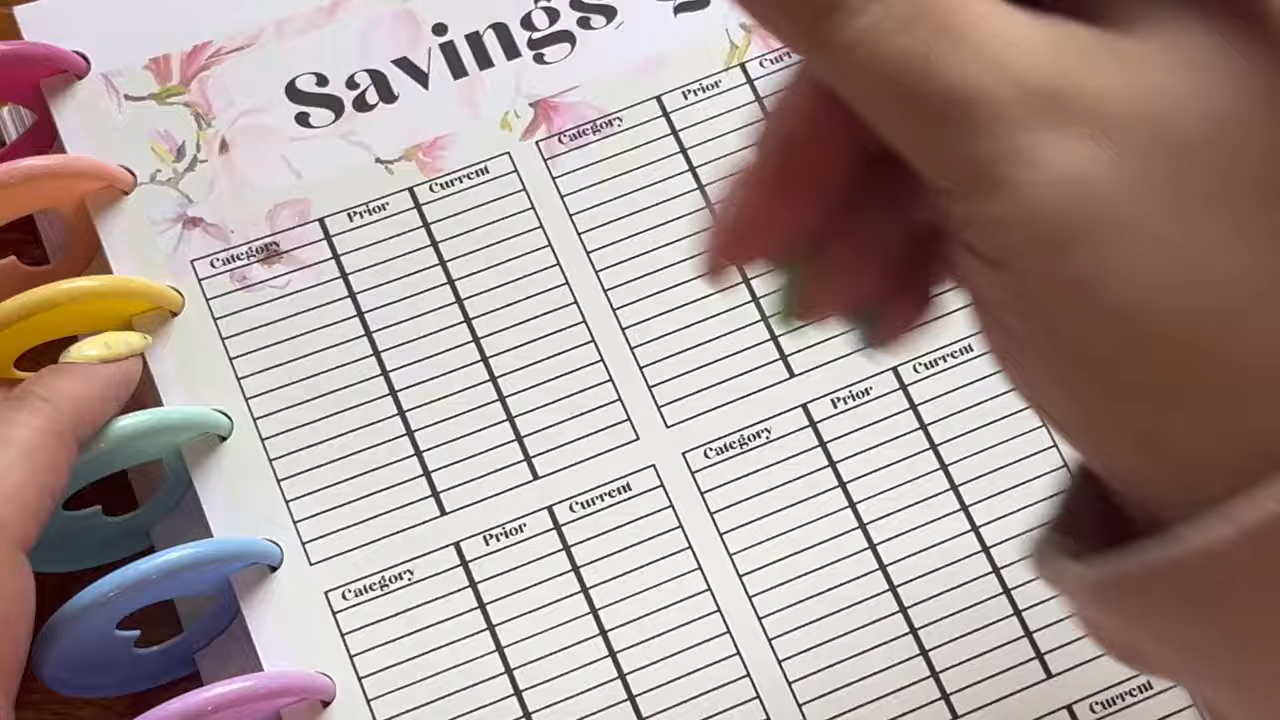 Savings
Category Prior Current
Category Prior
Category Prior Current
Category Prior Current
Current